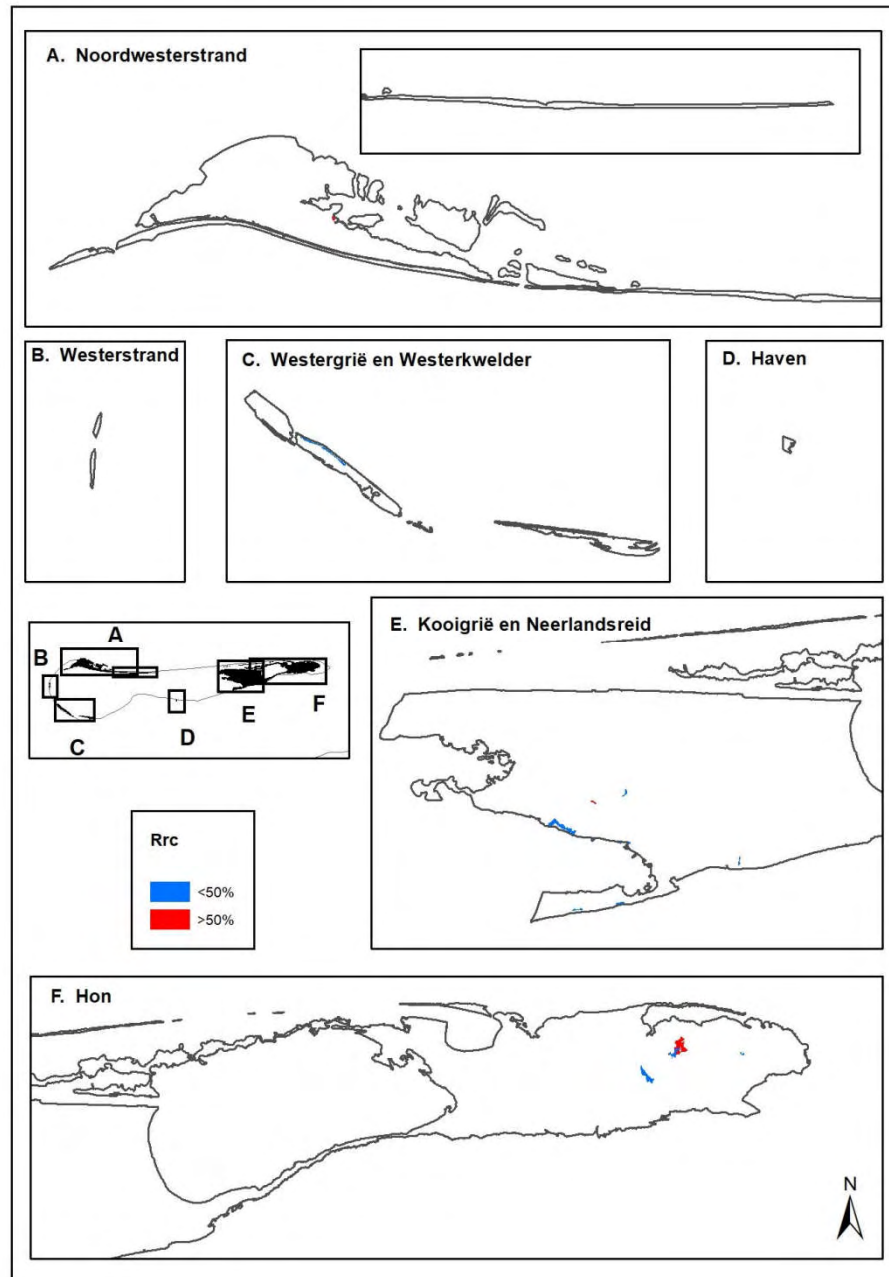 A. Noordwesterstrand
B. Westerstrand
C. Westergrië en Westerkwelder
D. Haven
A
B
C
D
E
F
E. Kooigrië en Neerlandsreid
Rrc
<50%
>50%
F. Hon
N